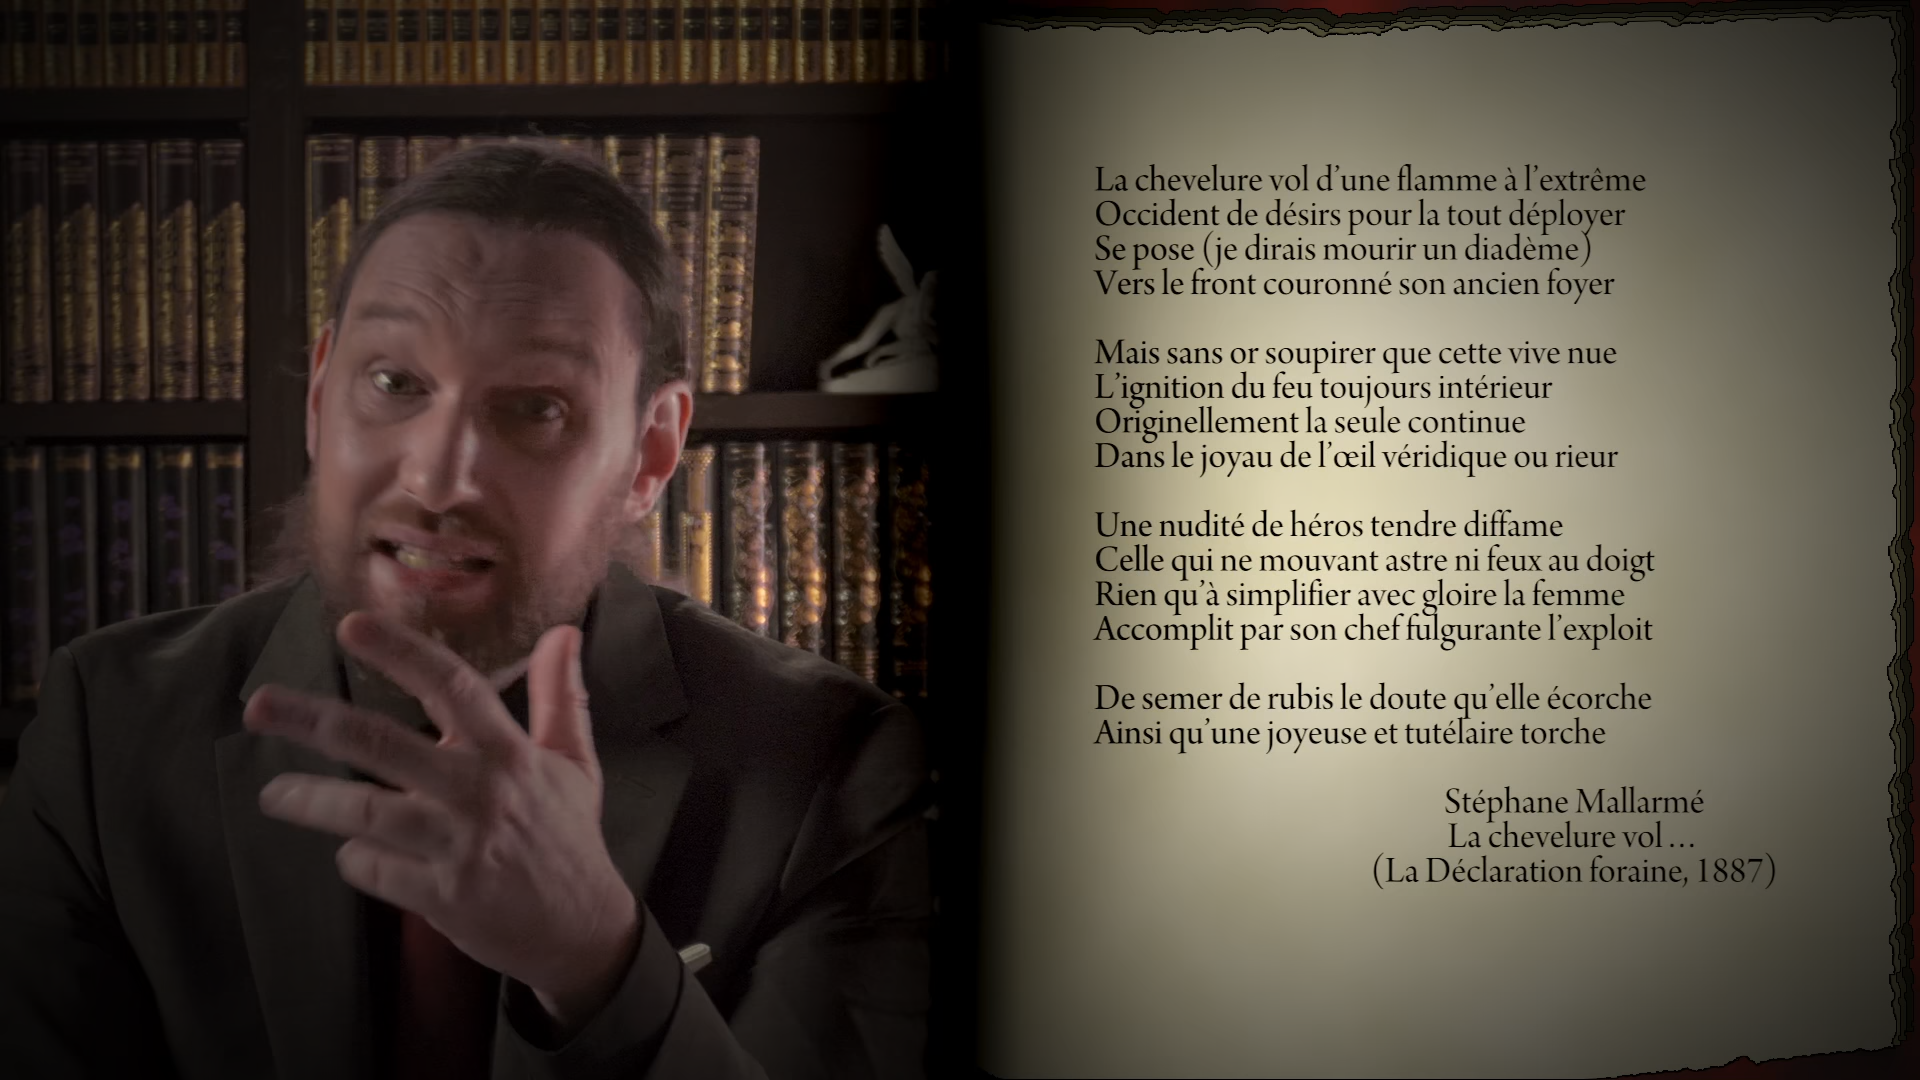 La chevelure vol d’une flamme à l’extrême
Occident de désirs pour la tout déployer
Se pose (je dirais mourir un diadème)
Vers le front couronné son ancien foyer
Mais sans or soupirer que cette vive nue
L’ignition du feu toujours intérieur
Originellement la seule continue
Dans le joyau de l’œil véridique ou rieur
Une nudité de héros tendre diffame
Celle qui ne mouvant astre ni feux au doigt
Rien qu’à simplifier avec gloire la femme
Accomplit par son chef fulgurante l’exploit
De semer de rubis le doute qu’elle écorche
Ainsi qu’une joyeuse et tutélaire torche
Stéphane Mallarmé
La chevelure vol …
(La Déclaration foraine, 1887)